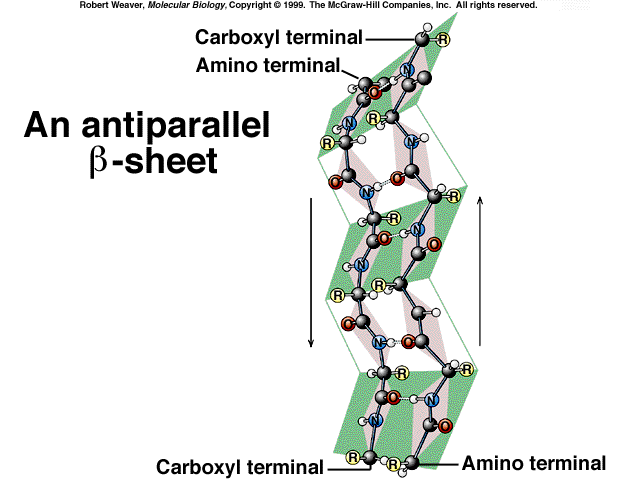 Robert Weaver, Molecular Biology, Copyright © 1999. The McGraw-Hill Companies, Inc. All rights reserved.
Carboxyl terminal
R
Amino terminal
N
O
An antiparallel
β-sheet
N
R
R
N
O
O
N
R
R
O
N
O
N
R
R
O
N
O
R
R
O
N
N
O
R
R
Carboxyl terminal
Amino terminal